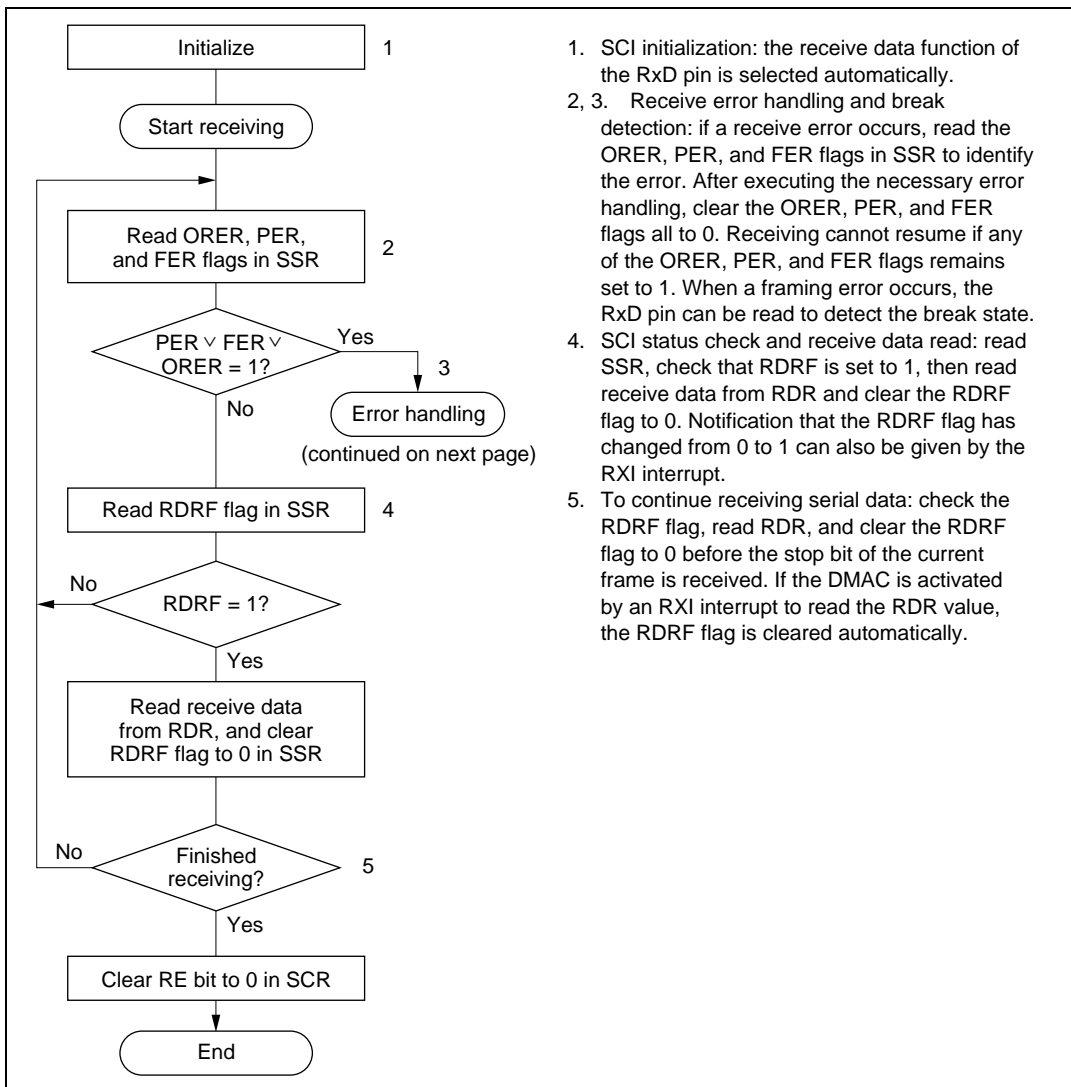 Initialize
1
Start receiving
Read ORER, PER,
and FER flags in SSR
2
PER ∨ FER ∨
ORER = 1?
Yes
3
No
Error handling
(continued on next page)
Read RDRF flag in SSR
4
No
RDRF = 1?
Yes
Read receive data
from RDR, and clear
RDRF flag to 0 in SSR
No
Finished
receiving?
5
Yes
Clear RE bit to 0 in SCR
End
1. SCI initialization: the receive data function of
the RxD pin is selected automatically.
2, 3. Receive error handling and break
detection: if a receive error occurs, read the
ORER, PER, and FER flags in SSR to identify
the error. After executing the necessary error
handling, clear the ORER, PER, and FER
flags all to 0. Receiving cannot resume if any
of the ORER, PER, and FER flags remains
set to 1. When a framing error occurs, the
RxD pin can be read to detect the break state.
4. SCI status check and receive data read: read
SSR, check that RDRF is set to 1, then read
receive data from RDR and clear the RDRF
flag to 0. Notification that the RDRF flag has
changed from 0 to 1 can also be given by the
RXI interrupt.
5. To continue receiving serial data: check the
RDRF flag, read RDR, and clear the RDRF
flag to 0 before the stop bit of the current
frame is received. If the DMAC is activated
by an RXI interrupt to read the RDR value,
the RDRF flag is cleared automatically.